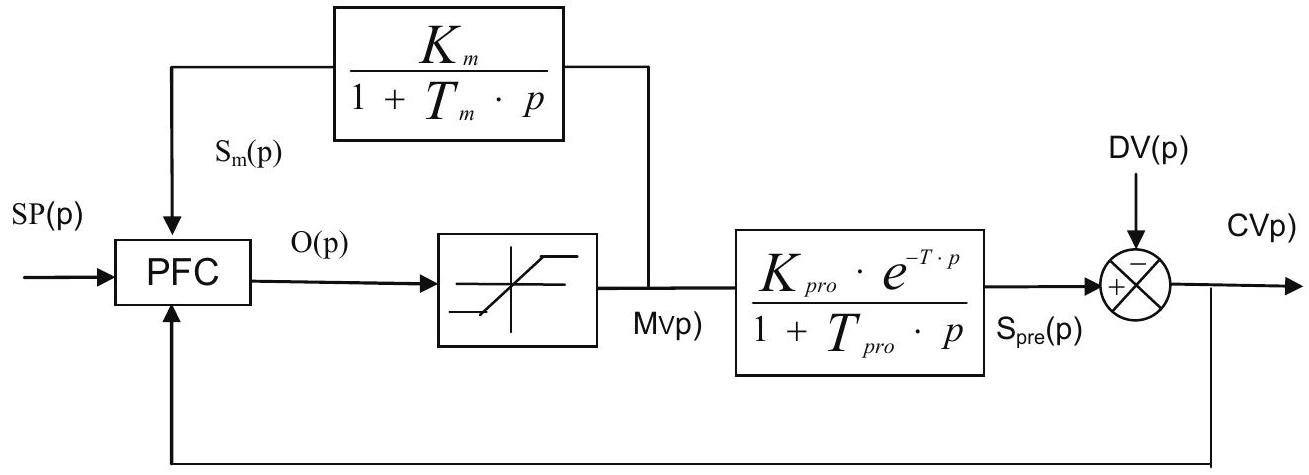 K_m
1 + T_m · p
S_m(p)
DV(p)
SP(p)
CVp)
O(p)
PFC
MVp)
K_pro · e^{-T · p}
1 + T_pro · p
S_pre(p)
−
+